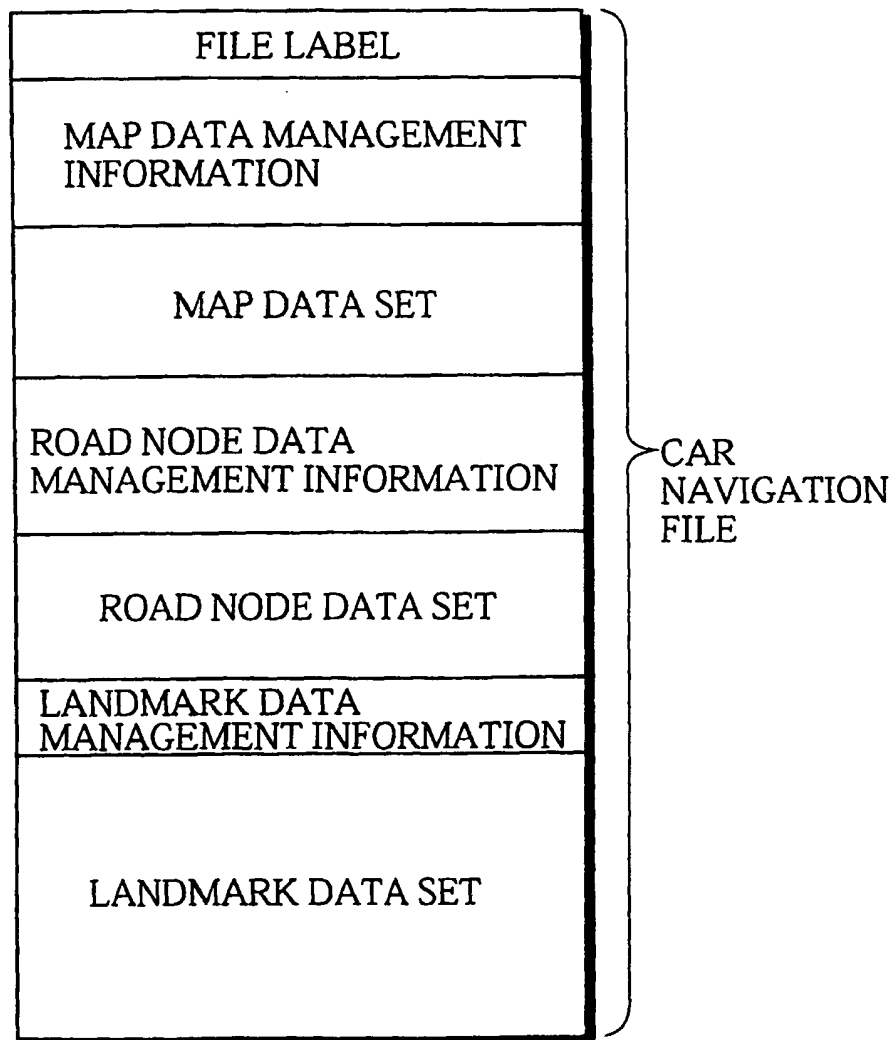 FILE LABEL
MAP DATA MANAGEMENT
INFORMATION
MAP DATA SET
ROAD NODE DATA
MANAGEMENT INFORMATION
ROAD NODE DATA SET
LANDMARK DATA
MANAGEMENT INFORMATION
LANDMARK DATA SET
CAR
NAVIGATION
FILE